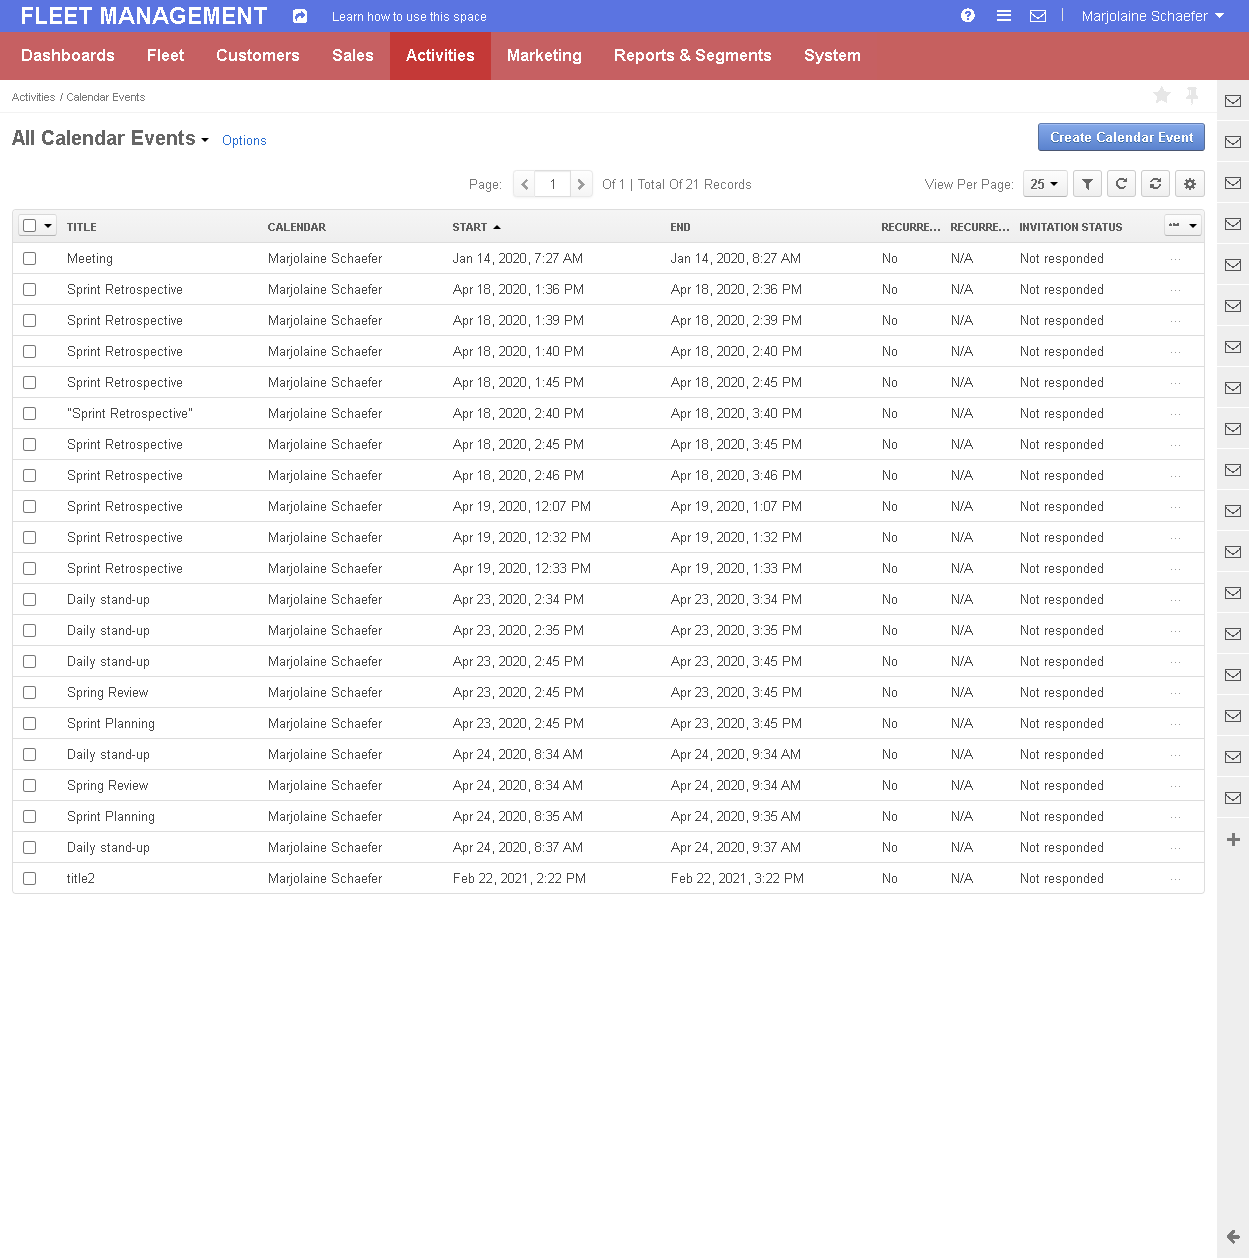 FLEET MANAGEMENT Learn how to use this space Marjolaine Schaefer
Dashboards Fleet Customers Sales Activities Marketing Reports & Segments System
Activities / Calendar Events
All Calendar Events Options Create Calendar Event
Page: 1 Of 1 | Total Of 21 Records View Per Page: 25
TITLE CALENDAR START END RECURRE... RECURRE... INVITATION STATUS
Meeting Marjolaine Schaefer Jan 14, 2020, 7:27 AM Jan 14, 2020, 8:27 AM No N/A Not responded ...
Sprint Retrospective Marjolaine Schaefer Apr 18, 2020, 1:36 PM Apr 18, 2020, 2:36 PM No N/A Not responded ...
Sprint Retrospective Marjolaine Schaefer Apr 18, 2020, 1:39 PM Apr 18, 2020, 2:39 PM No N/A Not responded ...
Sprint Retrospective Marjolaine Schaefer Apr 18, 2020, 1:40 PM Apr 18, 2020, 2:40 PM No N/A Not responded ...
Sprint Retrospective Marjolaine Schaefer Apr 18, 2020, 1:45 PM Apr 18, 2020, 2:45 PM No N/A Not responded ...
"Sprint Retrospective" Marjolaine Schaefer Apr 18, 2020, 2:40 PM Apr 18, 2020, 3:40 PM No N/A Not responded ...
Sprint Retrospective Marjolaine Schaefer Apr 18, 2020, 2:45 PM Apr 18, 2020, 3:45 PM No N/A Not responded ...
Sprint Retrospective Marjolaine Schaefer Apr 18, 2020, 2:46 PM Apr 18, 2020, 3:46 PM No N/A Not responded ...
Sprint Retrospective Marjolaine Schaefer Apr 19, 2020, 12:07 PM Apr 19, 2020, 1:07 PM No N/A Not responded ...
Sprint Retrospective Marjolaine Schaefer Apr 19, 2020, 12:32 PM Apr 19, 2020, 1:32 PM No N/A Not responded ...
Sprint Retrospective Marjolaine Schaefer Apr 19, 2020, 12:33 PM Apr 19, 2020, 1:33 PM No N/A Not responded ...
Daily stand-up Marjolaine Schaefer Apr 23, 2020, 2:34 PM Apr 23, 2020, 3:34 PM No N/A Not responded ...
Daily stand-up Marjolaine Schaefer Apr 23, 2020, 2:35 PM Apr 23, 2020, 3:35 PM No N/A Not responded ...
Daily stand-up Marjolaine Schaefer Apr 23, 2020, 2:45 PM Apr 23, 2020, 3:45 PM No N/A Not responded ...
Spring Review Marjolaine Schaefer Apr 23, 2020, 2:45 PM Apr 23, 2020, 3:45 PM No N/A Not responded ...
Sprint Planning Marjolaine Schaefer Apr 23, 2020, 2:45 PM Apr 23, 2020, 3:45 PM No N/A Not responded ...
Daily stand-up Marjolaine Schaefer Apr 24, 2020, 8:34 AM Apr 24, 2020, 9:34 AM No N/A Not responded ...
Spring Review Marjolaine Schaefer Apr 24, 2020, 8:34 AM Apr 24, 2020, 9:34 AM No N/A Not responded ...
Sprint Planning Marjolaine Schaefer Apr 24, 2020, 8:35 AM Apr 24, 2020, 9:35 AM No N/A Not responded ...
Daily stand-up Marjolaine Schaefer Apr 24, 2020, 8:37 AM Apr 24, 2020, 9:37 AM No N/A Not responded ...
title2 Marjolaine Schaefer Feb 22, 2021, 2:22 PM Feb 22, 2021, 3:22 PM No N/A Not responded ...